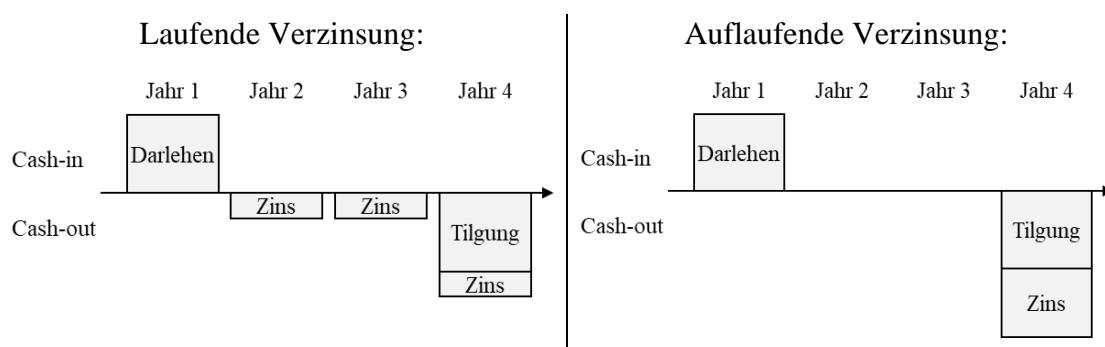 Laufende Verzinsung:
Jahr 1 Jahr 2 Jahr 3 Jahr 4
Cash-in
Darlehen
Zins Zins
Cash-out
Tilgung
Zins
Auflaufende Verzinsung:
Jahr 1 Jahr 2 Jahr 3 Jahr 4
Cash-in
Darlehen
Cash-out
Tilgung
Zins